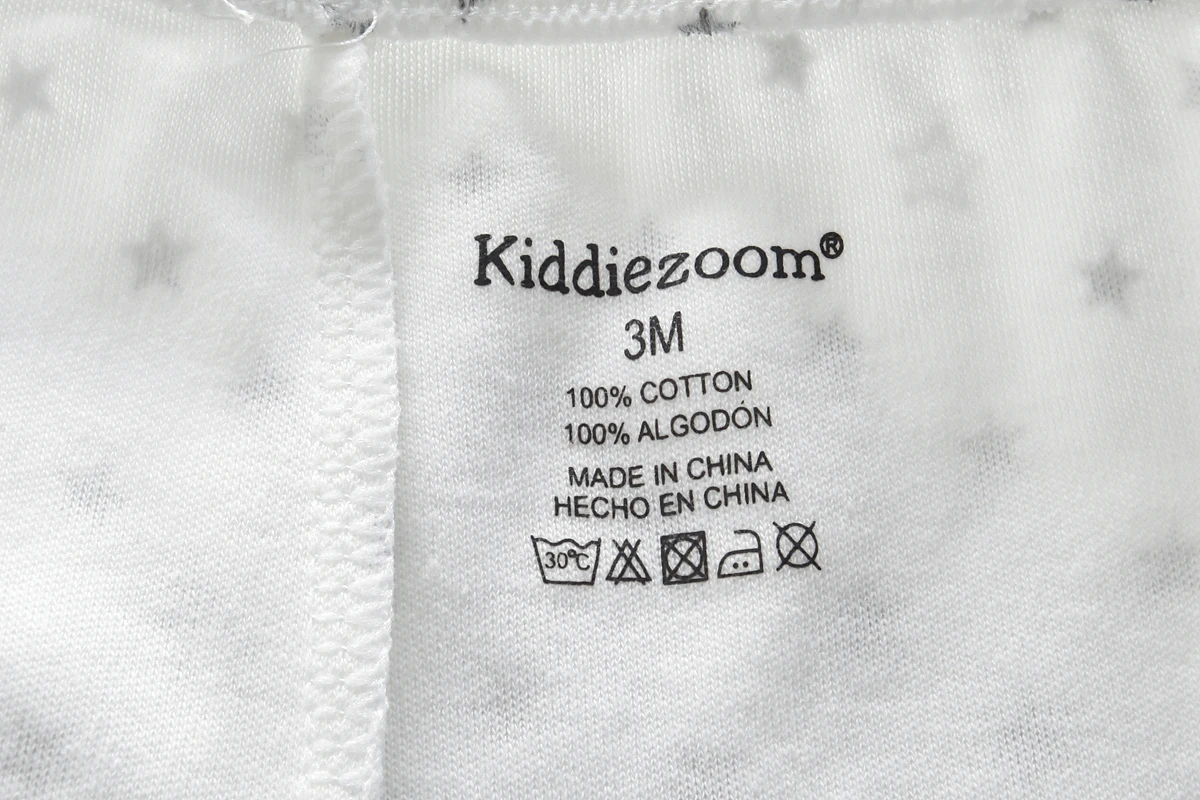 Kiddiezoom®
3M
100% COTTON
100% ALGODÓN
MADE IN CHINA
HECHO EN CHINA
30°C